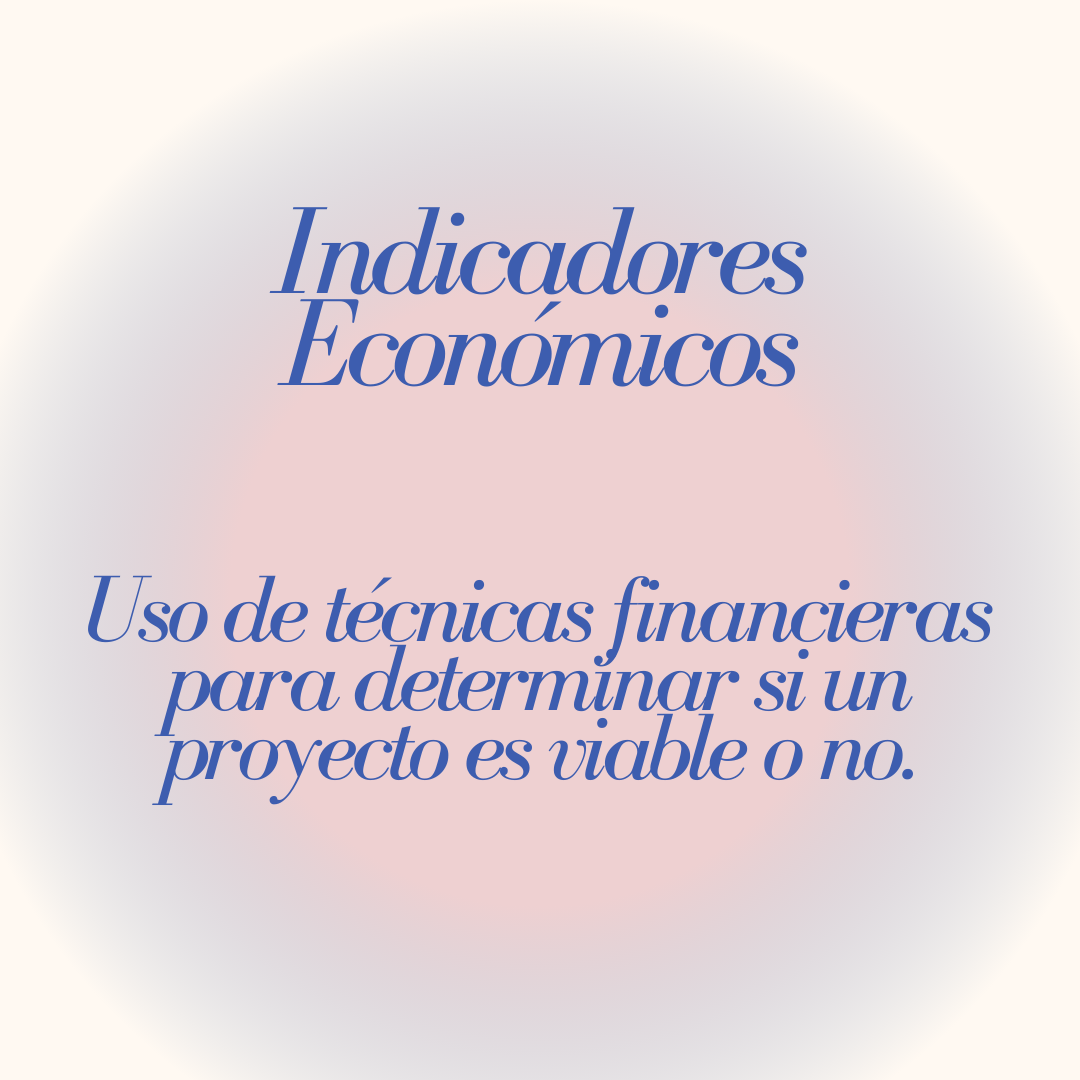 Indicadores
Económicos
Uso de técnicas financieras
para determinar si un
proyecto es viable o no.